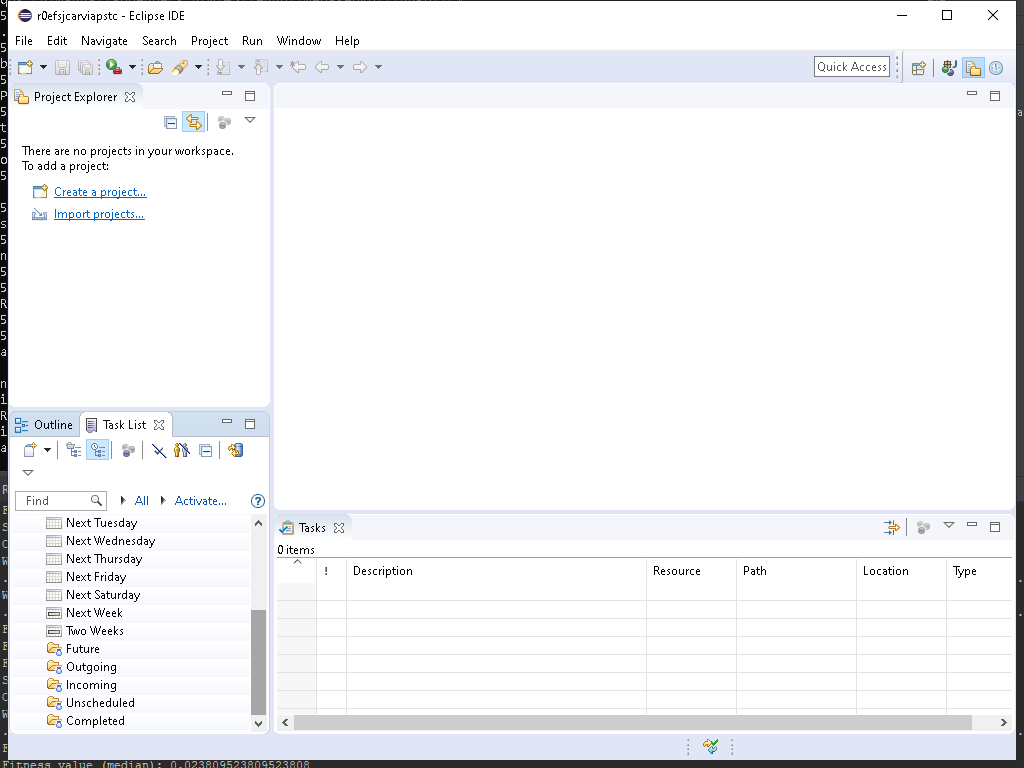 r0efsjcarviapstc - Eclipse IDE
File Edit Navigate Search Project Run Window Help
Quick Access
Project Explorer
There are no projects in your workspace.
To add a project:
Create a project...
Import projects...
Outline Task List
Find All Activate...
Next Tuesday
Next Wednesday
Next Thursday
Next Friday
Next Saturday
Next Week
Two Weeks
Future
Outgoing
Incoming
Unscheduled
Completed
Tasks
0 items
! Description Resource Path Location Type
Fitness value (median): 0.023809523809523808